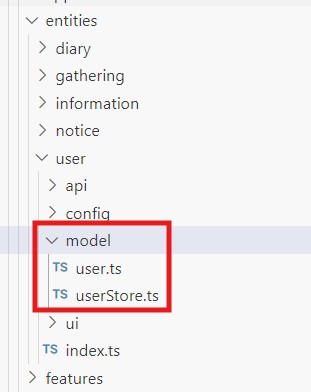 entities
diary
gathering
information
notice
user
api
config
model
TS user.ts
TS userStore.ts
ui
TS index.ts
features